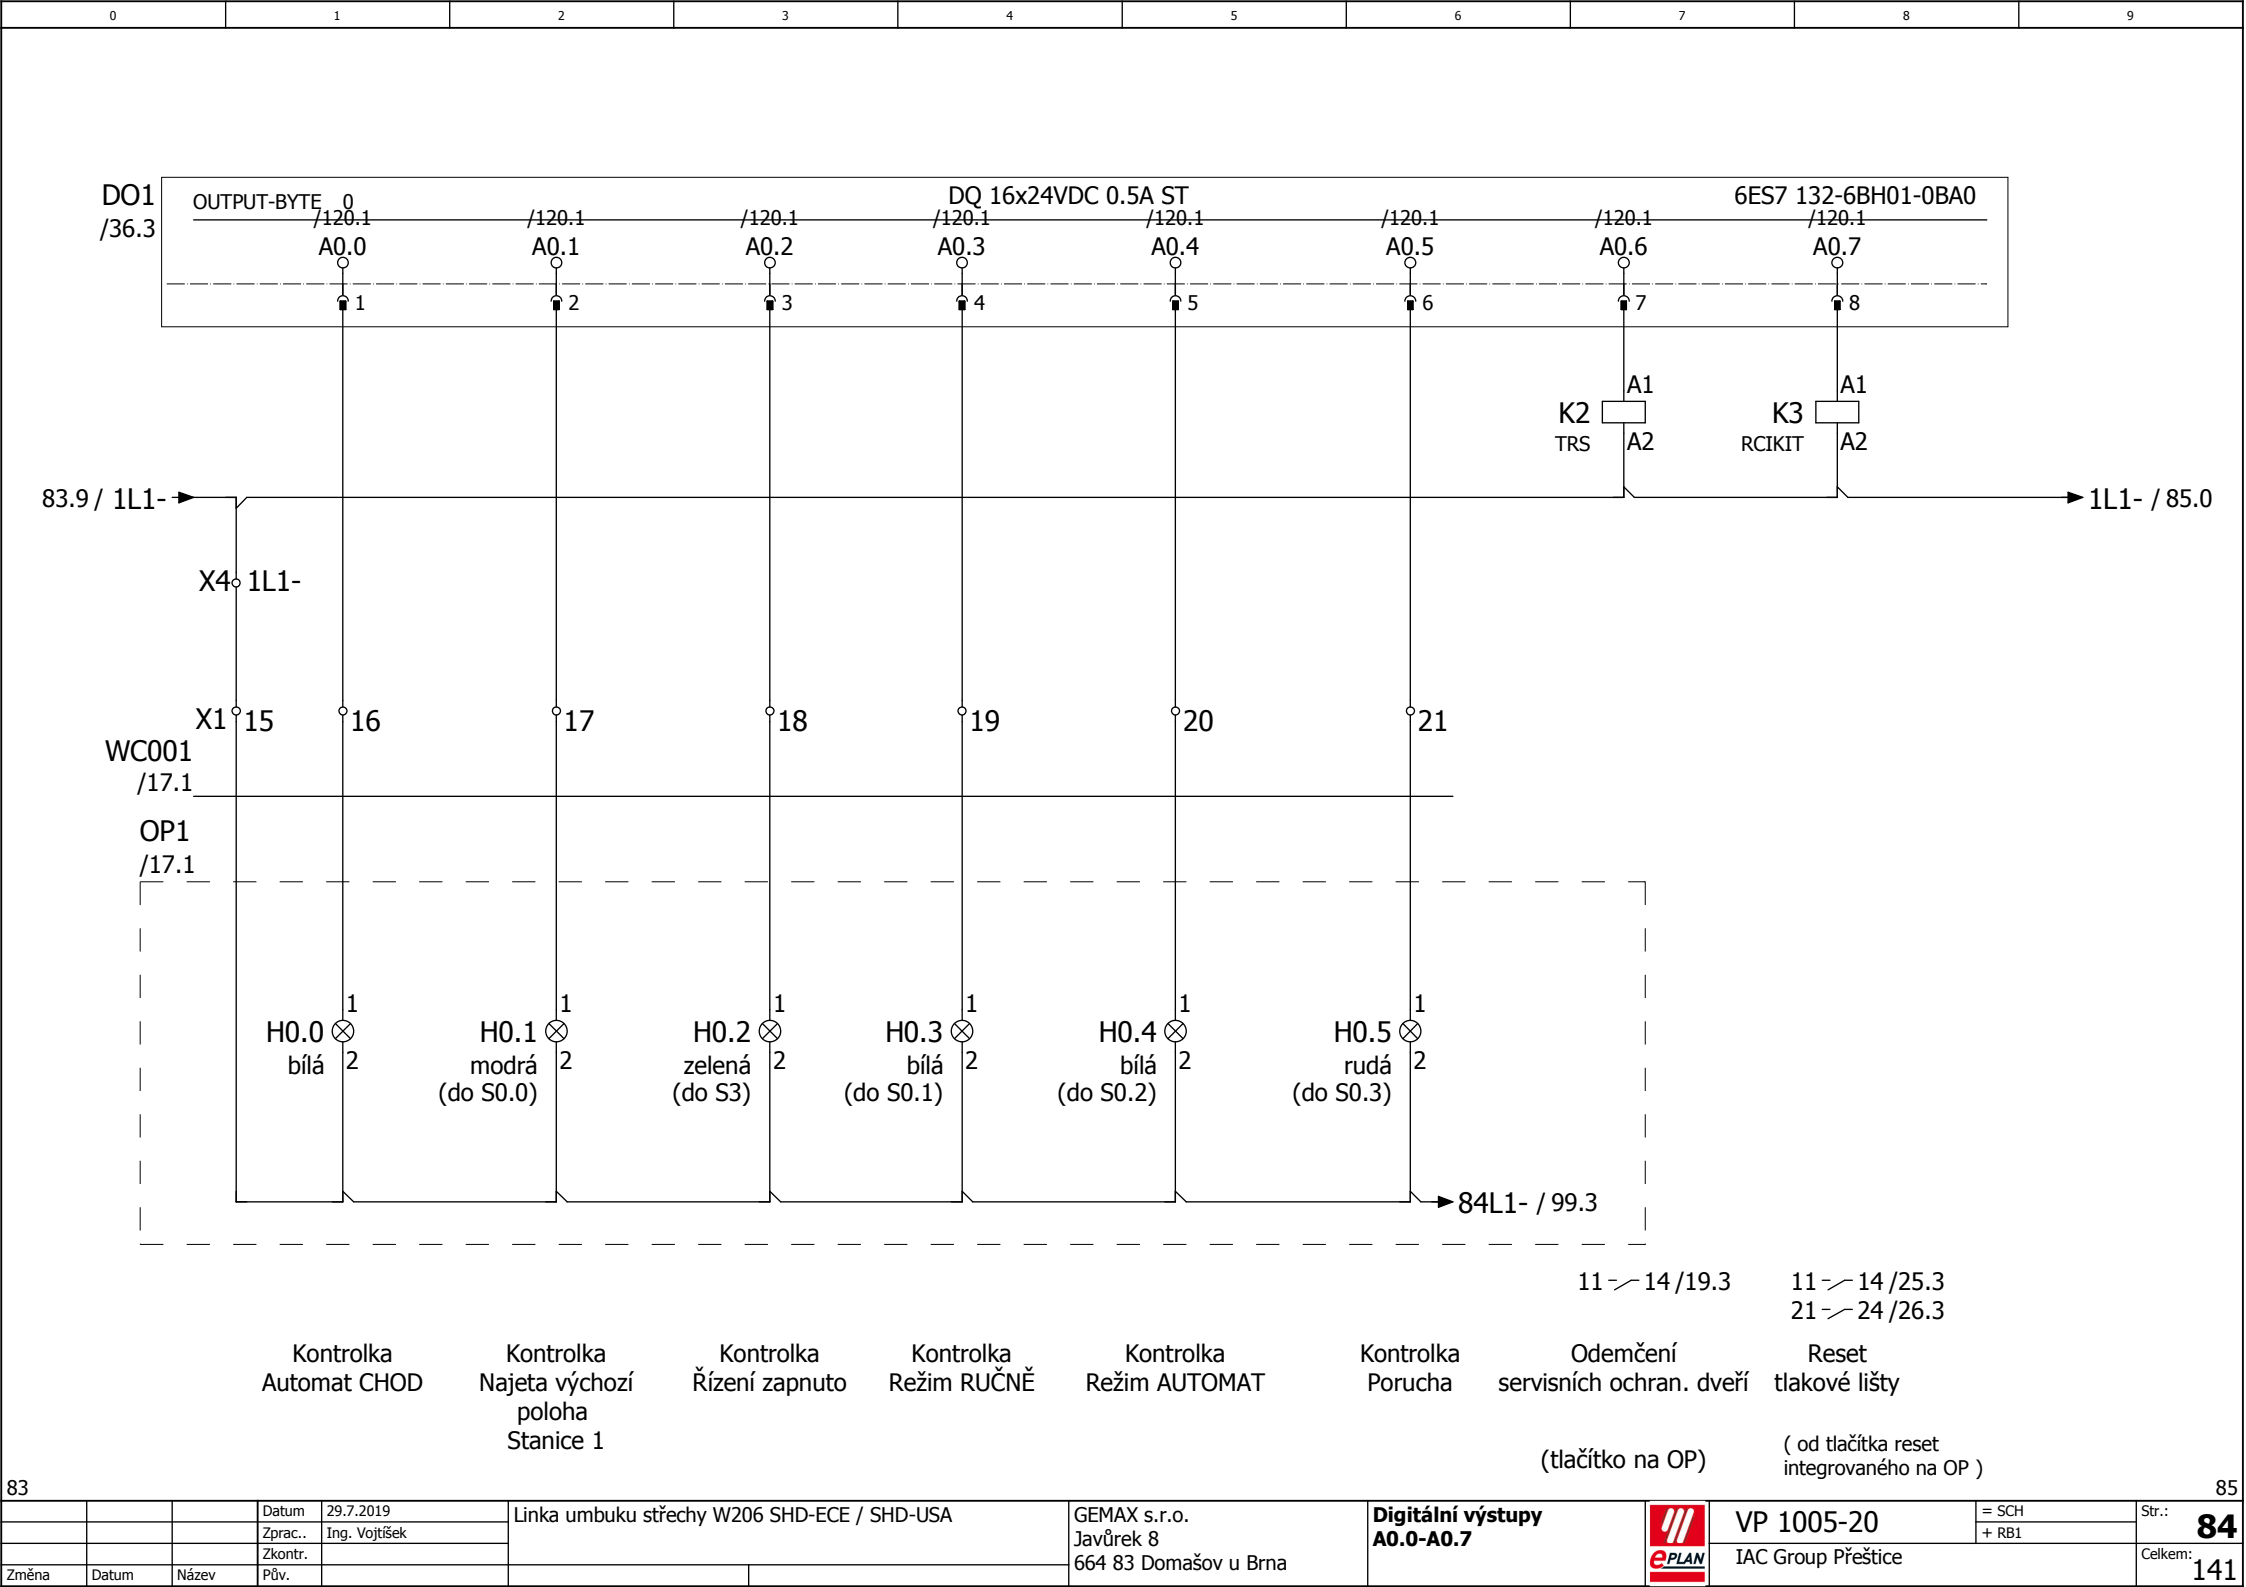 0 1 2 3 4 5 6 7 8 9
DO1
/36.3
OUTPUT-BYTE 0
DQ 16x24VDC 0.5A ST
6ES7 132-6BH01-0BA0
/120.1 /120.1 /120.1 /120.1 /120.1 /120.1 /120.1 /120.1
A0.0 A0.1 A0.2 A0.3 A0.4 A0.5 A0.6 A0.7
1 2 3 4 5 6 7 8
A1 A1
K2 K3
TRS A2 RCIKIT A2
83.9 / 1L1-
1L1- / 85.0
X4 1L1-
X1 15 16 17 18 19 20 21
WC001
/17.1
OP1
/17.1
1 1 1 1 1 1
H0.0 H0.1 H0.2 H0.3 H0.4 H0.5
bílá 2 modrá 2 zelená 2 bílá 2 bílá 2 rudá 2
(do S0.0) (do S3) (do S0.1) (do S0.2) (do S0.3)
84L1- / 99.3
11 14 /19.3
11 14 /25.3
21 24 /26.3
Kontrolka
Automat CHOD
Kontrolka
Najeta výchozí
poloha
Stanice 1
Kontrolka
Řízení zapnuto
Kontrolka
Režim RUČNĚ
Kontrolka
Režim AUTOMAT
Kontrolka
Porucha
Odemčení
servisních ochran. dveří
(tlačítko na OP)
Reset
tlakové lišty
( od tlačítka reset
integrovaného na OP )
83
85
Datum 29.7.2019
Zprac.. Ing. Vojtíšek
Zkontr.
Změna Datum Název Pův.
Linka umbuku střechy W206 SHD-ECE / SHD-USA
GEMAX s.r.o.
Javůrek 8
664 83 Domašov u Brna
Digitální výstupy
A0.0-A0.7
ePLAN
VP 1005-20
IAC Group Přeštice
= SCH
+ RB1
Str.: 84
Celkem: 141